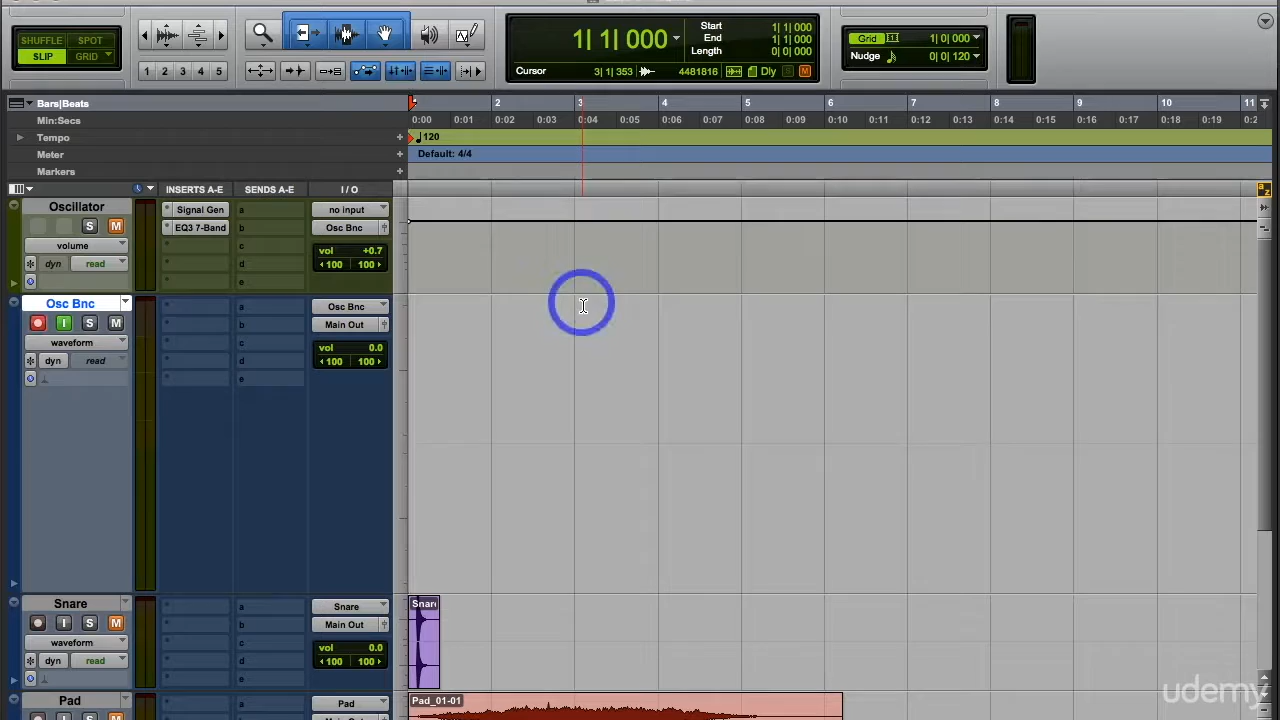 SHUFFLE SPOT
SLIP GRID
1 2 3 4 5
1| 1| 000
Start 1| 1| 000
End 1| 1| 000
Length 0| 0| 000
Cursor 3| 1| 353 4481816 Dly M
Grid 1| 0| 000
Nudge 0| 0| 120
Bars|Beats 2 3 4 5 6 7 8 9 10 11
Min:Secs 0:00 0:01 0:02 0:03 0:04 0:05 0:06 0:07 0:08 0:09 0:10 0:11 0:12 0:13 0:14 0:15 0:16 0:17 0:18 0:19 0:2
Tempo + 120
Meter + Default: 4/4
Markers +
INSERTS A-E SENDS A-E I / O
a z
Oscillator Signal Gen a no input
S M EQ3 7-Band b Osc Bnc
volume c vol +0.7
dyn read d 100 100
e
Osc Bnc a Osc Bnc
I S M b Main Out
waveform c vol 0.0
dyn read d 100 100
e
Snare a Snare
I S M b Main Out
waveform c vol 0.0
dyn read d 100 100
e
Snare
Pad a Pad
Pad_01-01
udemy